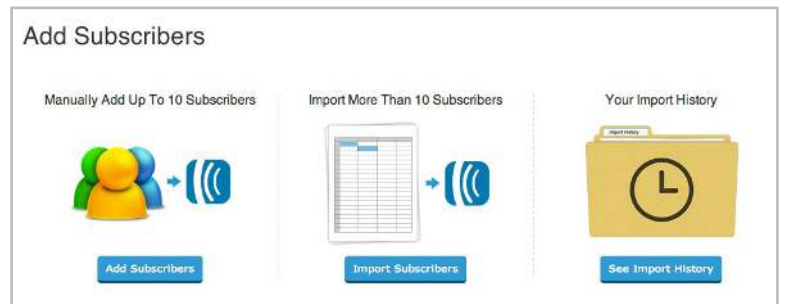 Add Subscribers
Manually Add Up To 10 Subscribers
Import More Than 10 Subscribers
Your Import History
Import History
Add Subscribers
Import Subscribers
See Import History